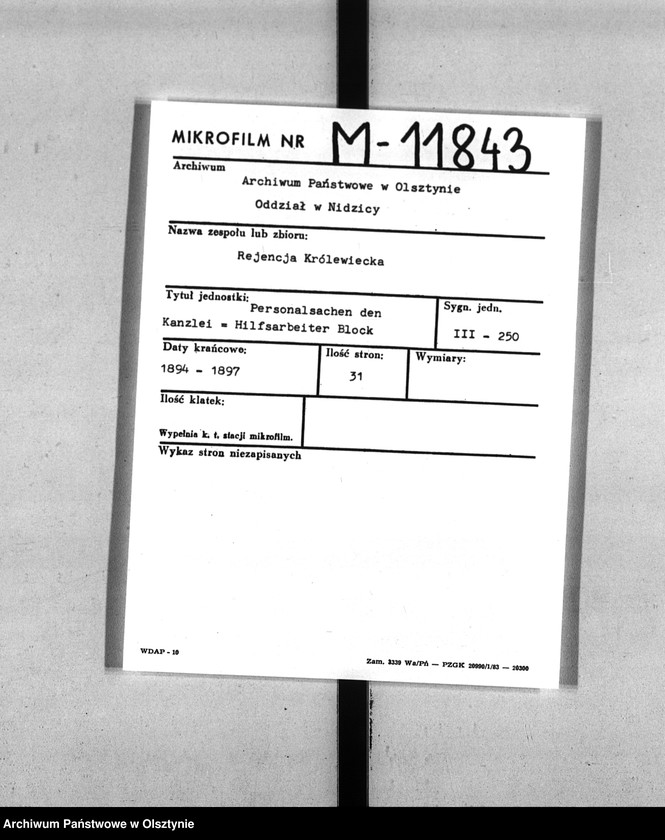 MIKROFILM NR M-11843
Archiwum
Archiwum Państwowe w Olsztynie
Oddział w Nidzicy
Nazwa zespołu lub zbioru:
Rejencja Królewiecka
Tytuł jednostki:
Personalsachen den
Kanzlei = Hilfsarbeiter Block
Sygn. jedn.
III - 250
Daty krańcowe:
1894 - 1897
Ilość stron:
31
Wymiary:
Ilość klatek:
Wypełnia k. t. stacji mikrofilm.
Wykaz stron niezapisanych
WDAP - 10
Zam. 3339 Wa/Pń — PZGK 20990/I/83 — 20300
Archiwum Państwowe w Olsztynie